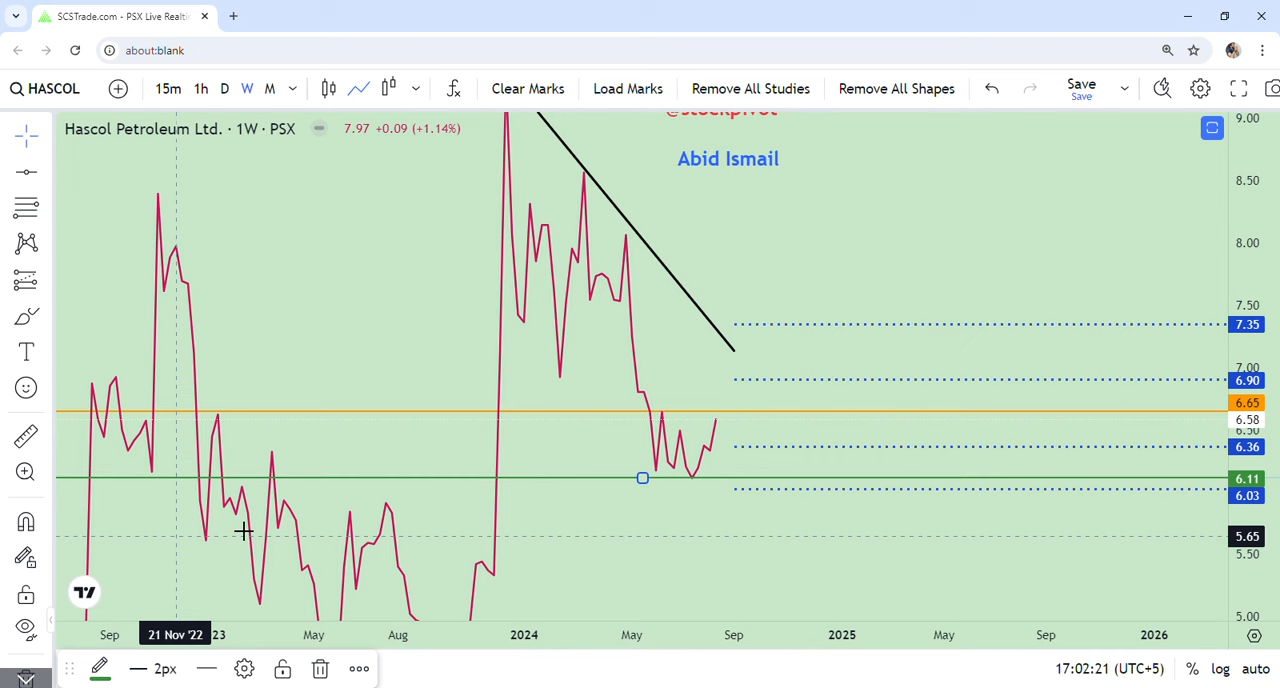 SCSTrade.com - PSX Live Realti
about:blank
HASCOL 15m 1h D W M Clear Marks Load Marks Remove All Studies Remove All Shapes Save
Save
Hascol Petroleum Ltd. · 1W · PSX 7.97 +0.09 (+1.14%)
@stockpivot
Abid Ismail
9.00
8.50
8.00
7.50
7.35
7.00
6.90
6.65
6.58
6.50
6.36
6.11
6.03
5.65
5.50
5.00
Sep 21 Nov '22 23 May Aug 2024 May Sep 2025 May Sep 2026
2px 17:02:21 (UTC+5) % log auto